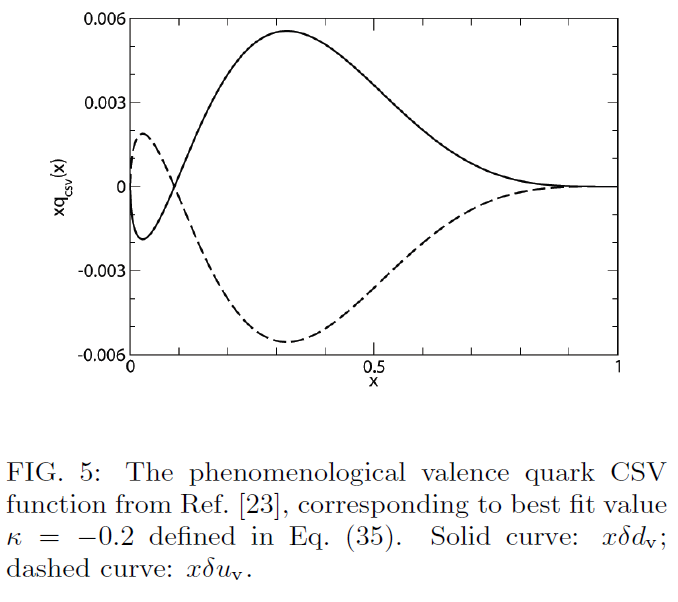 0.006
0.003
0
-0.003
-0.006
xq_csv(x)
0 0.5 1
x
FIG. 5: The phenomenological valence quark CSV
function from Ref. [23], corresponding to best fit value
κ = −0.2 defined in Eq. (35). Solid curve: xδd_v;
dashed curve: xδu_v.